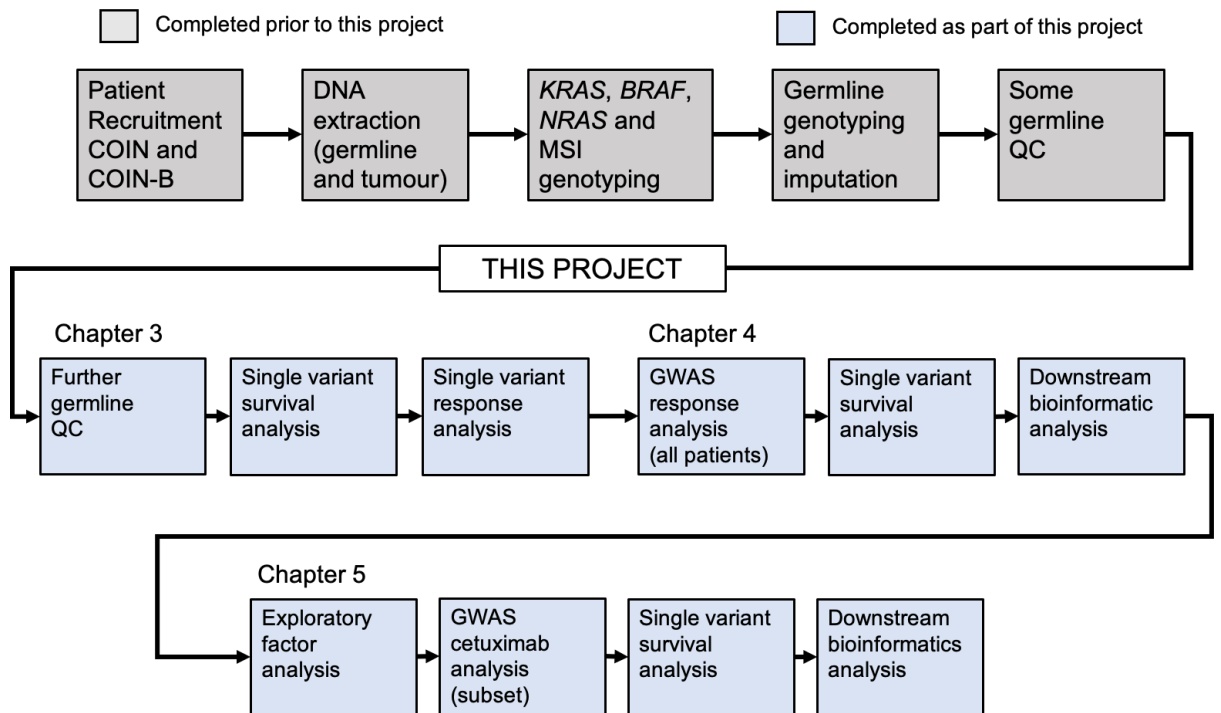 Completed prior to this project
Completed as part of this project
Patient
Recruitment
COIN and
COIN-B
DNA
extraction
(germline
and tumour)
KRAS, BRAF,
NRAS and
MSI
genotyping
Germline
genotyping
and
imputation
Some
germline
QC
THIS PROJECT
Chapter 3
Further
germline
QC
Single variant
survival
analysis
Single variant
response
analysis
Chapter 4
GWAS
response
analysis
(all patients)
Single variant
survival
analysis
Downstream
bioinformatic
analysis
Chapter 5
Exploratory
factor
analysis
GWAS
cetuximab
analysis
(subset)
Single variant
survival
analysis
Downstream
bioinformatics
analysis